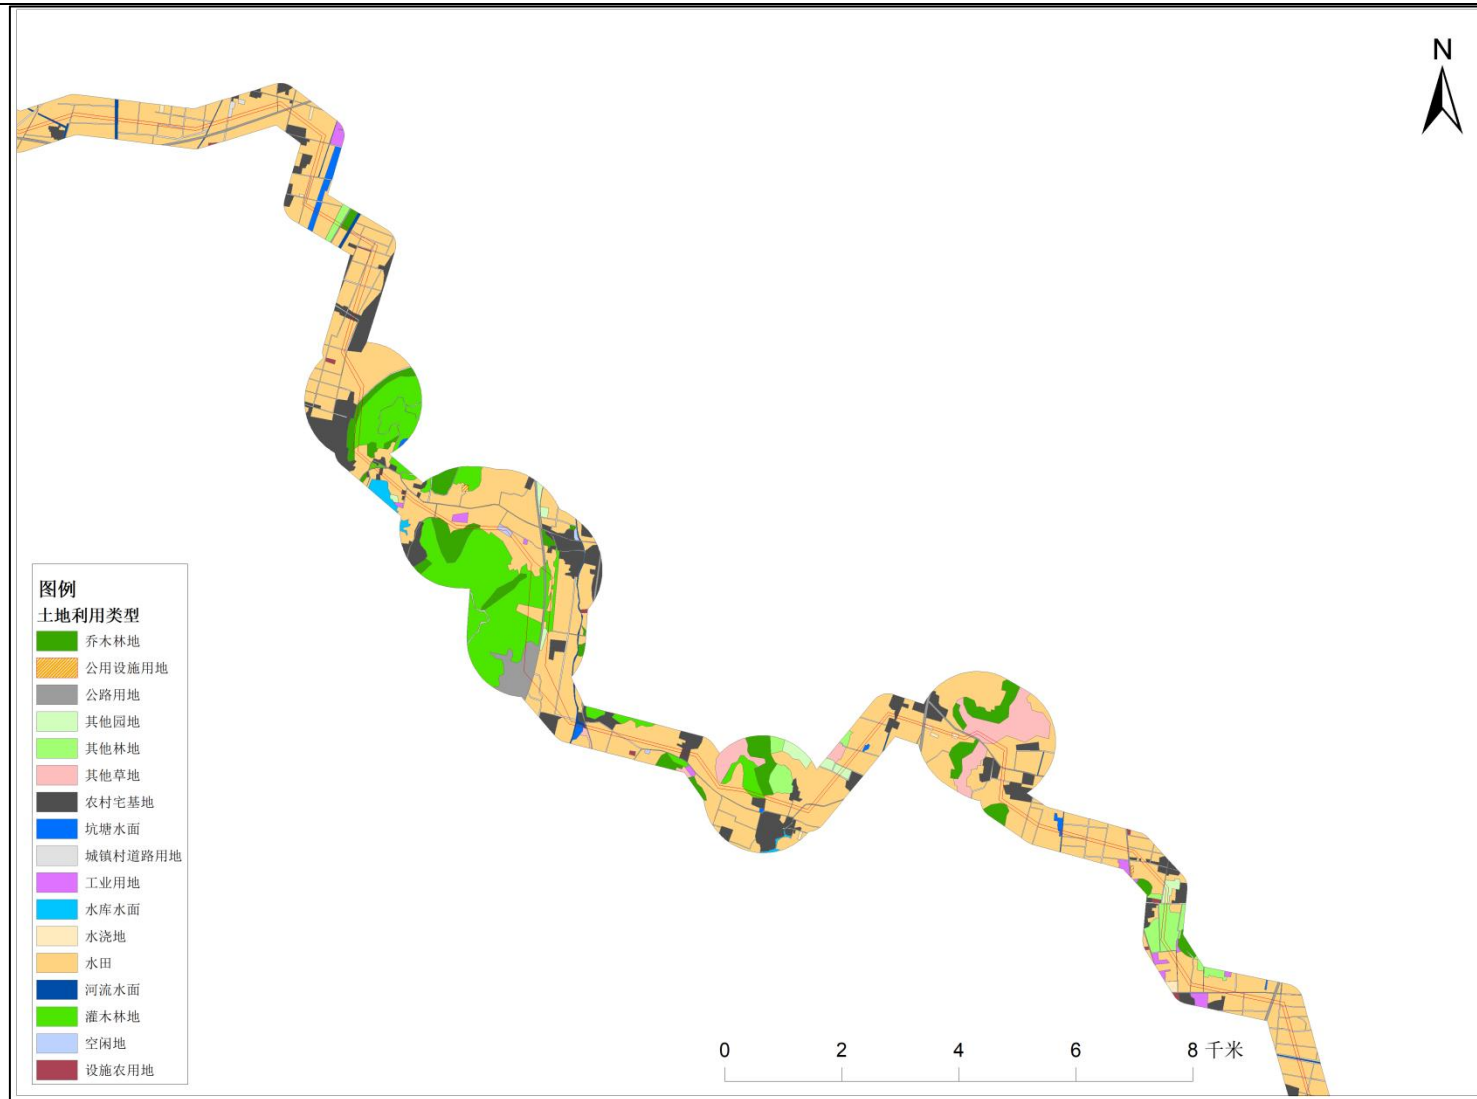 N
图例
土地利用类型
乔木林地
公用设施用地
公路用地
其他园地
其他林地
其他草地
农村宅基地
坑塘水面
城镇村道路用地
工业用地
水库水面
水浇地
水田
河流水面
灌木林地
空闲地
设施农用地
0 2 4 6 8 千米